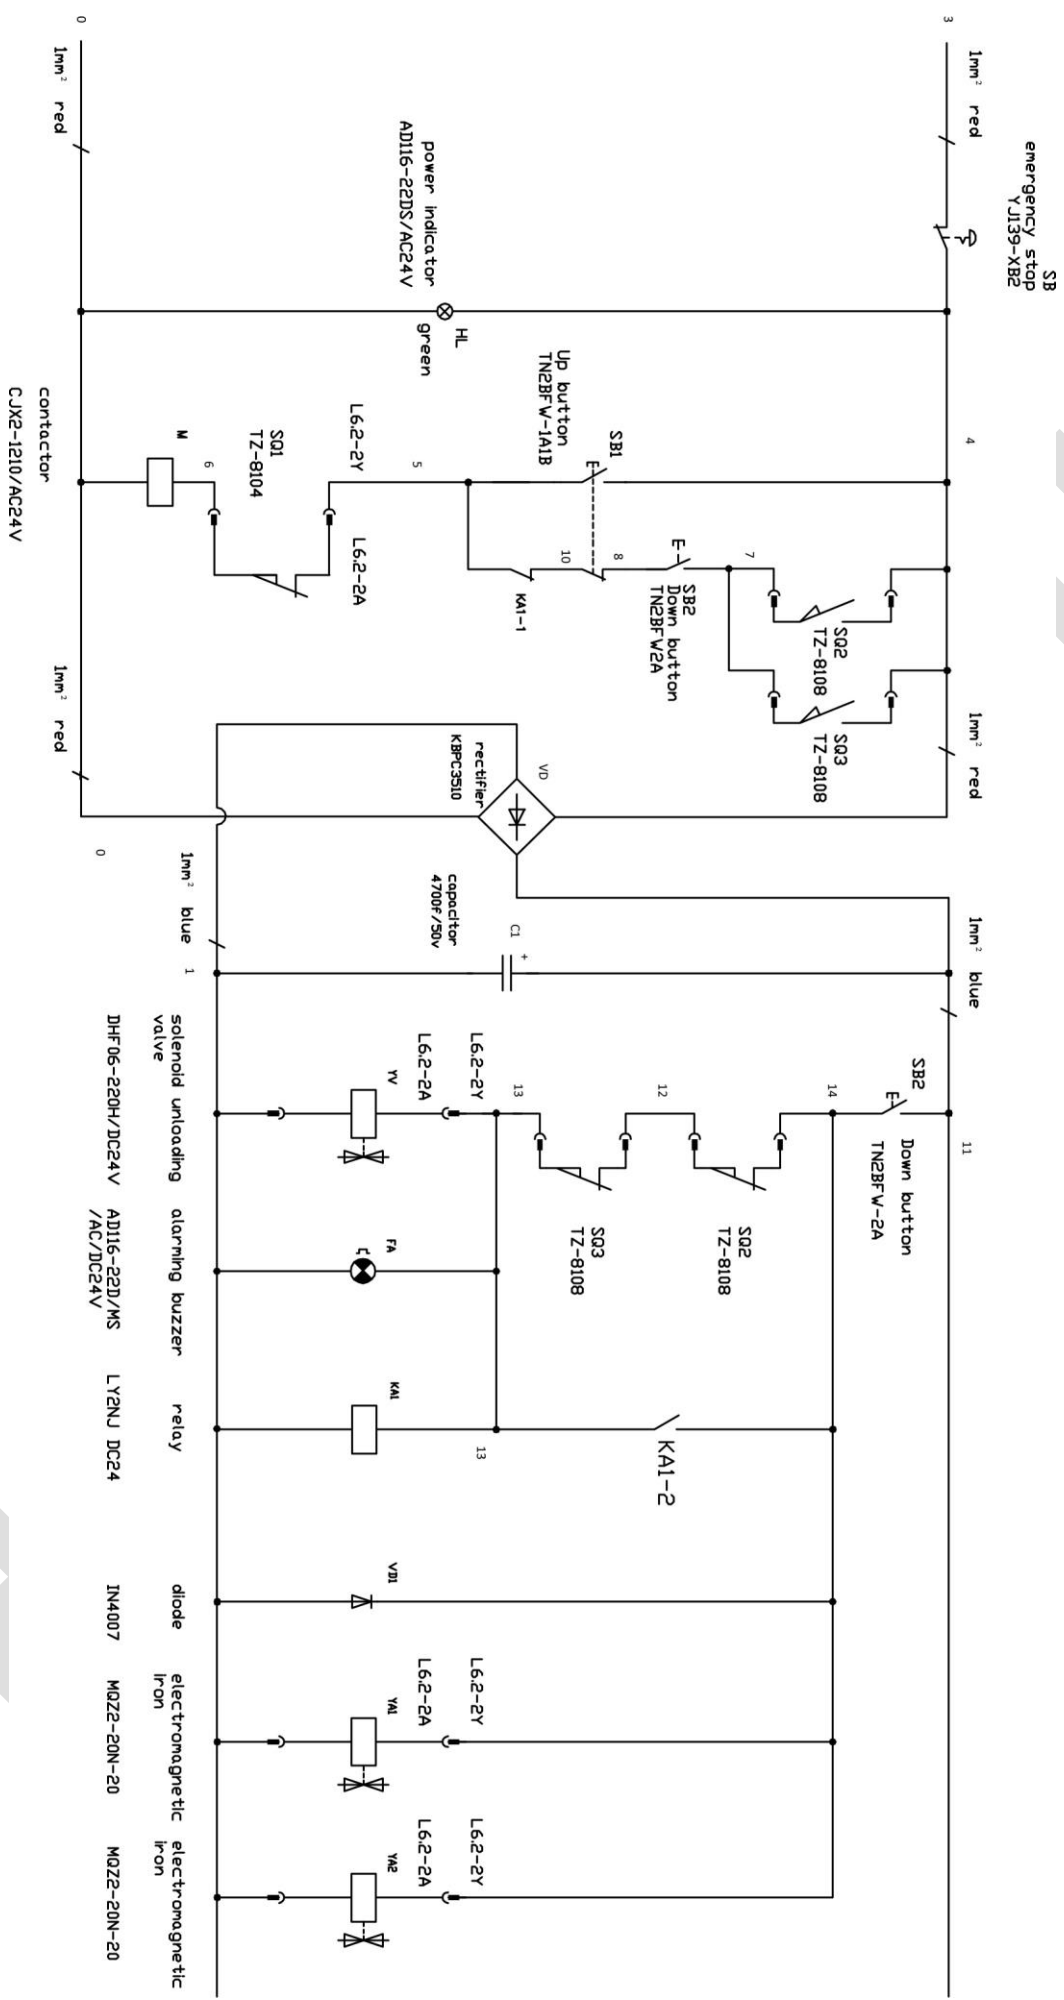 3
1mm² red
SB
emergency stop
YJ139-XB2
4
1mm² red
1mm² blue
11
power indicator
AD116-22DS/AC24V
HL
green
Up button
TN2BFW-1A1B
SB1
8
10
SB2
Down button
TN2BFW2A
7
SQ2
TZ-8108
SQ3
TZ-8108
KA1-1
5
L6.2-2Y
L6.2-2A
SQ1
TZ-8104
6
M
contactor
CJX2-1210/AC24V
0
1mm² red
1mm² red
0
VD
rectifier
KBPC3510
capacitor
4700f/50v
C1
+
1mm² blue
1
SB2
Down button
TN2BFW-2A
14
12
13
SQ2
TZ-8108
SQ3
TZ-8108
L6.2-2Y
L6.2-2A
YV
solenoid unloading
valve
DHF06-220H/DC24V
FA
alarming buzzer
AD116-22D/MS
/AC/DC24V
KA1-2
13
KA1
relay
LY2NJ DC24
VD1
diode
IN4007
L6.2-2Y
L6.2-2A
YA1
electromagnetic
iron
MQZ2-20N-20
L6.2-2Y
L6.2-2A
YA2
electromagnetic
iron
MQZ2-20N-20